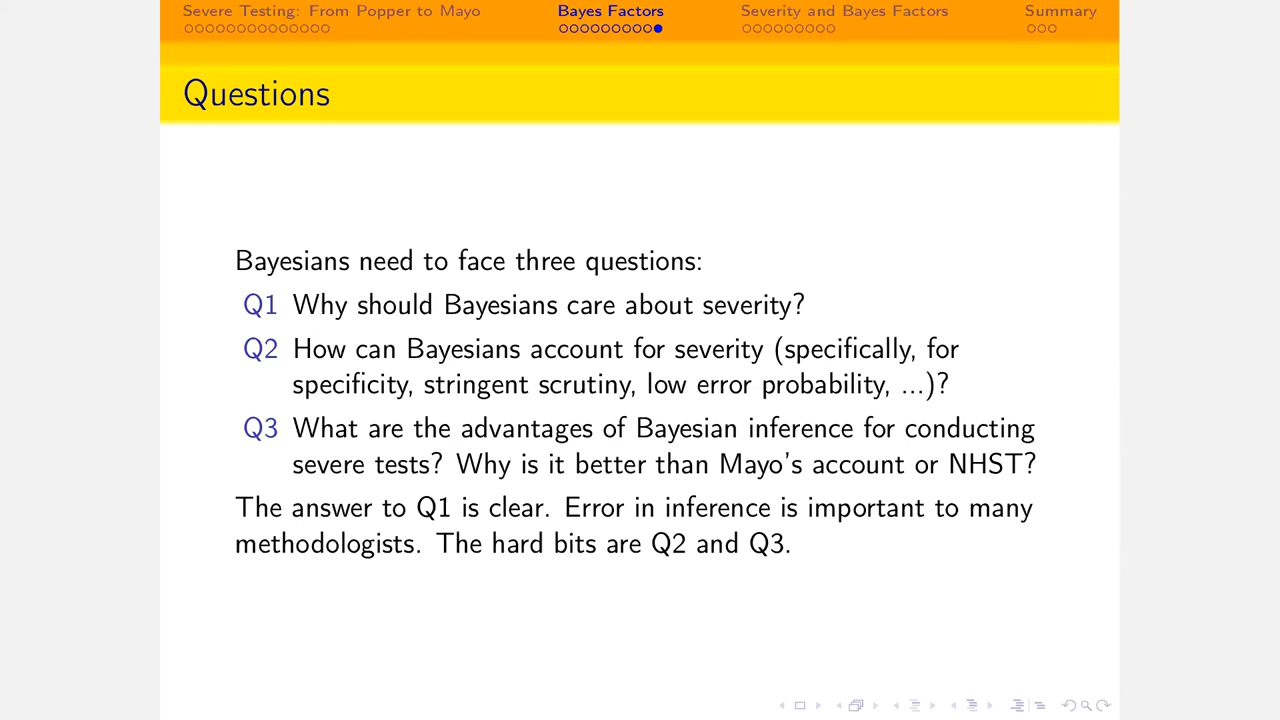 Severe Testing: From Popper to Mayo
Bayes Factors
Severity and Bayes Factors
Summary
Questions
Bayesians need to face three questions:
Q1 Why should Bayesians care about severity?
Q2 How can Bayesians account for severity (specifically, for
specificity, stringent scrutiny, low error probability, ...)?
Q3 What are the advantages of Bayesian inference for conducting
severe tests? Why is it better than Mayo's account or NHST?
The answer to Q1 is clear. Error in inference is important to many
methodologists. The hard bits are Q2 and Q3.